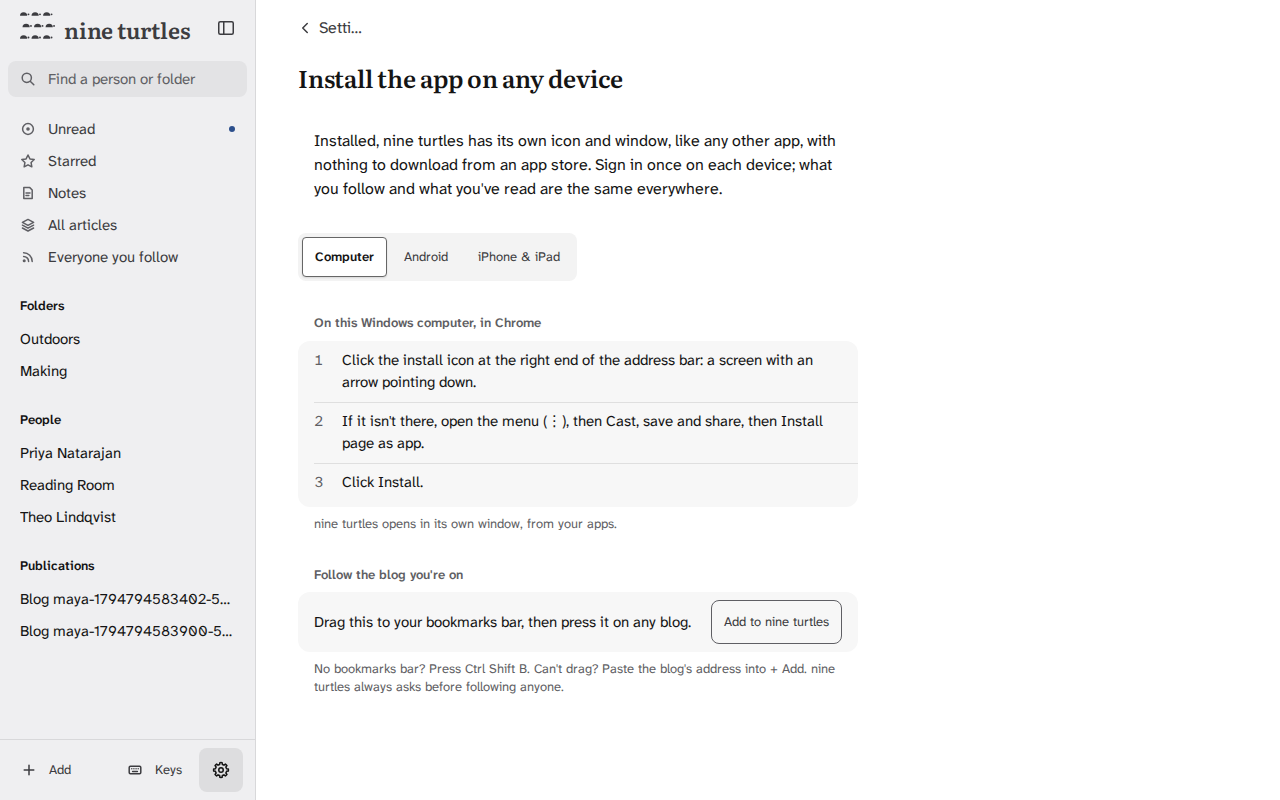 nine turtles
Find a person or folder
Unread
Starred
Notes
All articles
Everyone you follow
Folders
Outdoors
Making
People
Priya Natarajan
Reading Room
Theo Lindqvist
Publications
Blog maya-1794794583402-5...
Blog maya-1794794583900-5...
Add
Keys
Setti...
Install the app on any device
Installed, nine turtles has its own icon and window, like any other app, with
nothing to download from an app store. Sign in once on each device; what
you follow and what you've read are the same everywhere.
Computer
Android
iPhone & iPad
On this Windows computer, in Chrome
1 Click the install icon at the right end of the address bar: a screen with an
arrow pointing down.
2 If it isn't there, open the menu (⋮), then Cast, save and share, then Install
page as app.
3 Click Install.
nine turtles opens in its own window, from your apps.
Follow the blog you're on
Drag this to your bookmarks bar, then press it on any blog.
Add to nine turtles
No bookmarks bar? Press Ctrl Shift B. Can't drag? Paste the blog's address into + Add. nine
turtles always asks before following anyone.